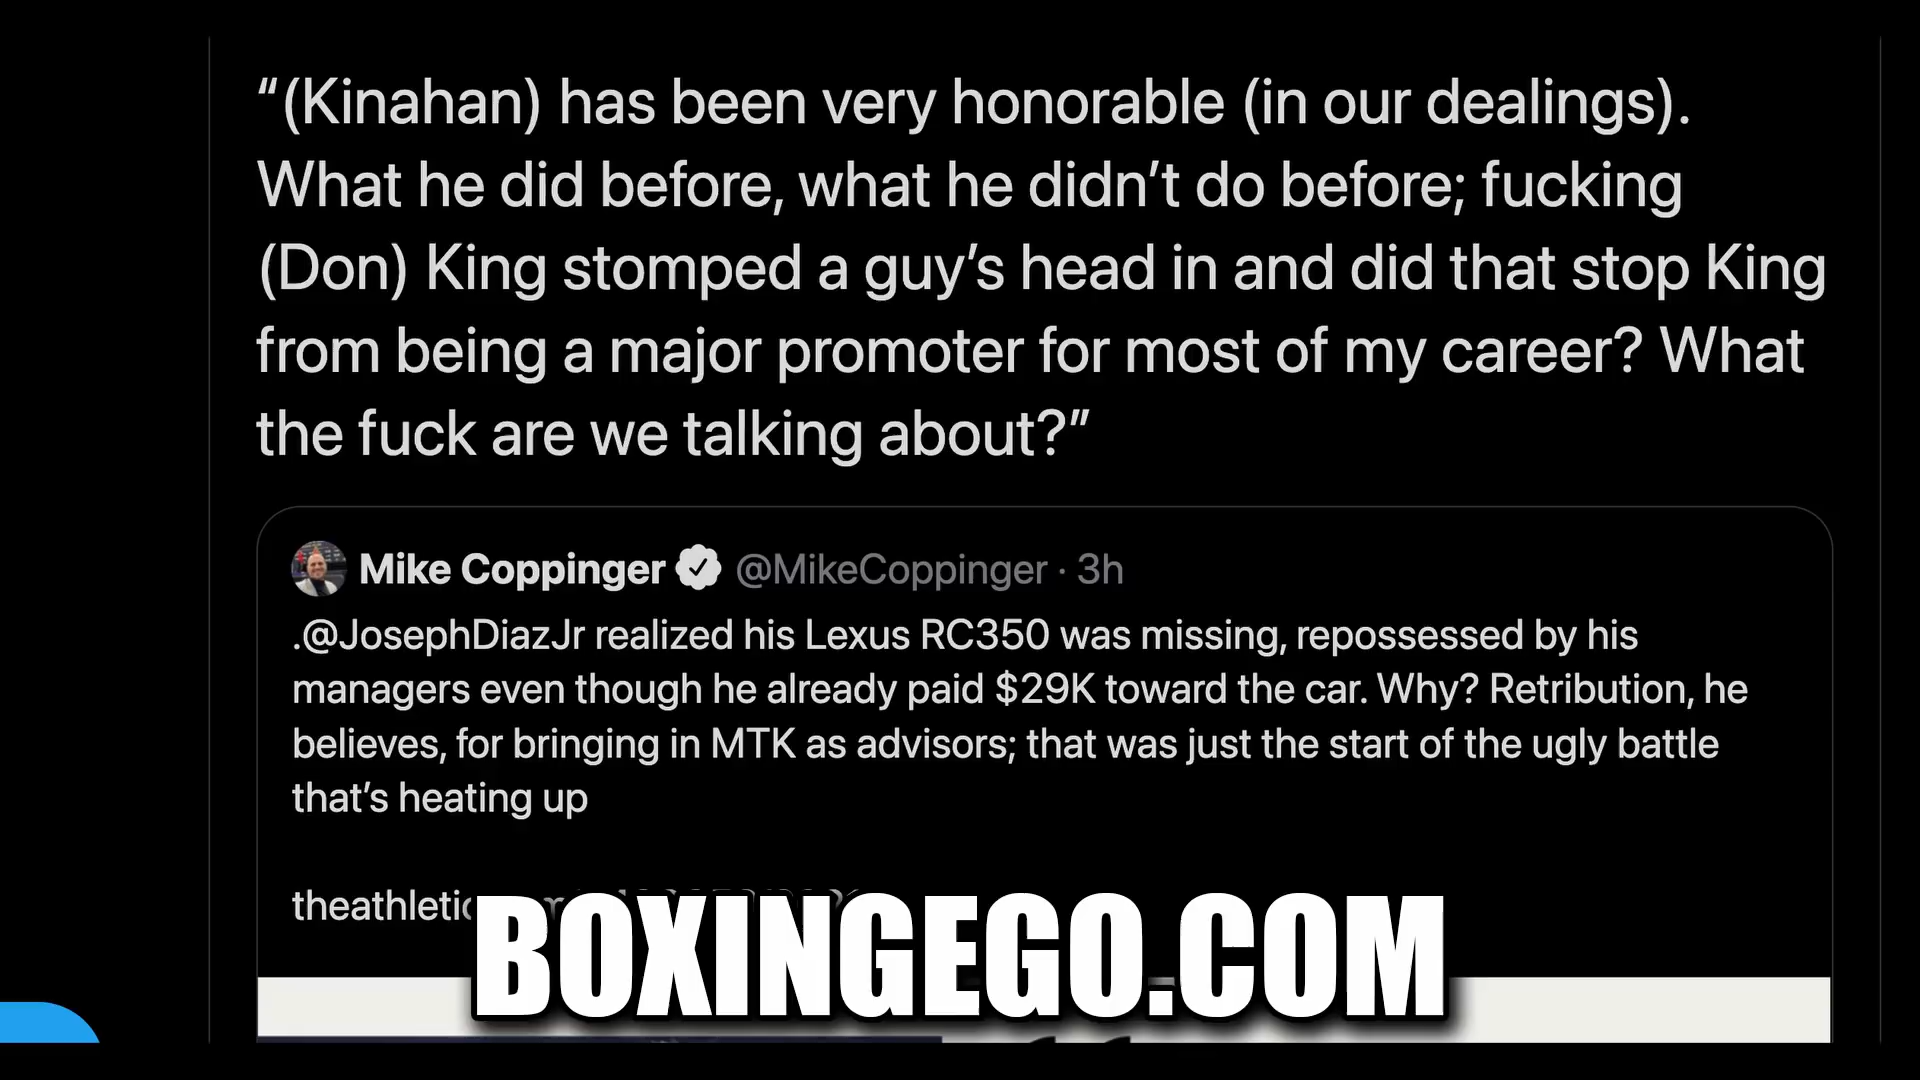 “(Kinahan) has been very honorable (in our dealings).
What he did before, what he didn’t do before; fucking
(Don) King stomped a guy’s head in and did that stop King
from being a major promoter for most of my career? What
the fuck are we talking about?”
Mike Coppinger @MikeCoppinger · 3h
.@JosephDiazJr realized his Lexus RC350 was missing, repossessed by his
managers even though he already paid $29K toward the car. Why? Retribution, he
believes, for bringing in MTK as advisors; that was just the start of the ugly battle
that’s heating up
BOXINGEGO.COM